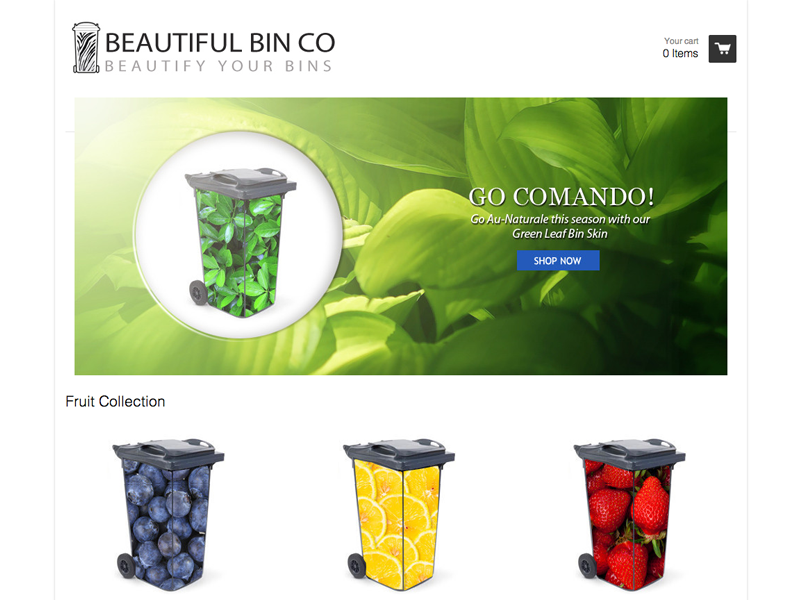 BEAUTIFUL BIN CO
BEAUTIFY YOUR BINS
Your cart
0 Items
GO COMANDO!
Go Au-Naturale this season with our
Green Leaf Bin Skin
SHOP NOW
Fruit Collection